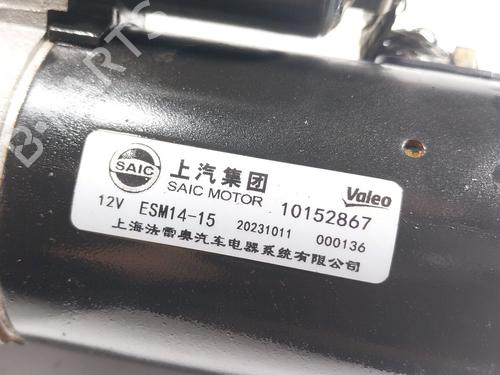 B-PARTS
SAIC
上汽集团
SAIC MOTOR
Valeo
10152867
12V ESM14-15 20231011 000136
上海法雷奥汽车电器系统有限公司